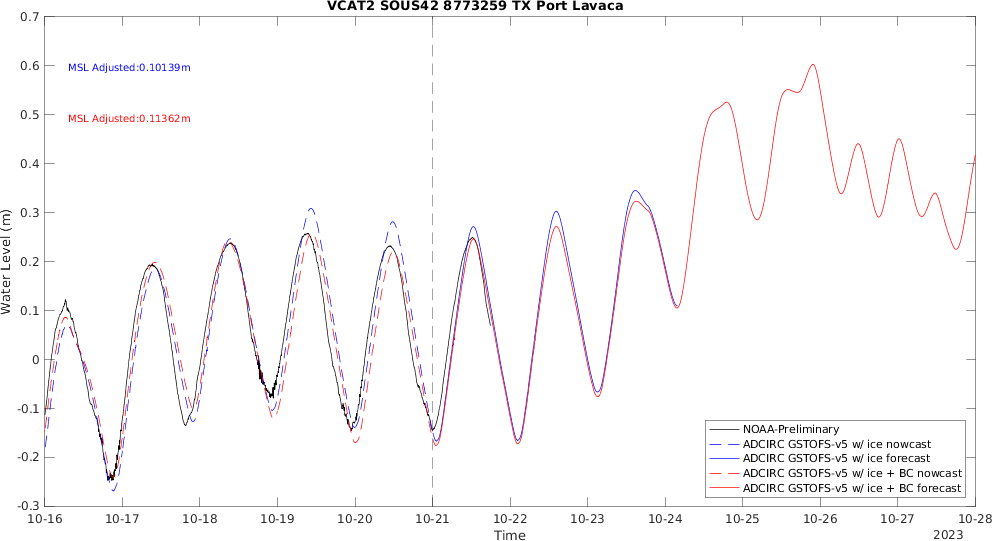 VCAT2 SOUS42 8773259 TX Port Lavaca
0.7
0.6
0.5
0.4
0.3
0.2
0.1
0
-0.1
-0.2
-0.3
Water Level (m)
MSL Adjusted:0.10139m
MSL Adjusted:0.11362m
NOAA-Preliminary
ADCIRC GSTOFS-v5 w/ ice nowcast
ADCIRC GSTOFS-v5 w/ ice forecast
ADCIRC GSTOFS-v5 w/ ice + BC nowcast
ADCIRC GSTOFS-v5 w/ ice + BC forecast
10-16 10-17 10-18 10-19 10-20 10-21 10-22 10-23 10-24 10-25 10-26 10-27 10-28
Time
2023